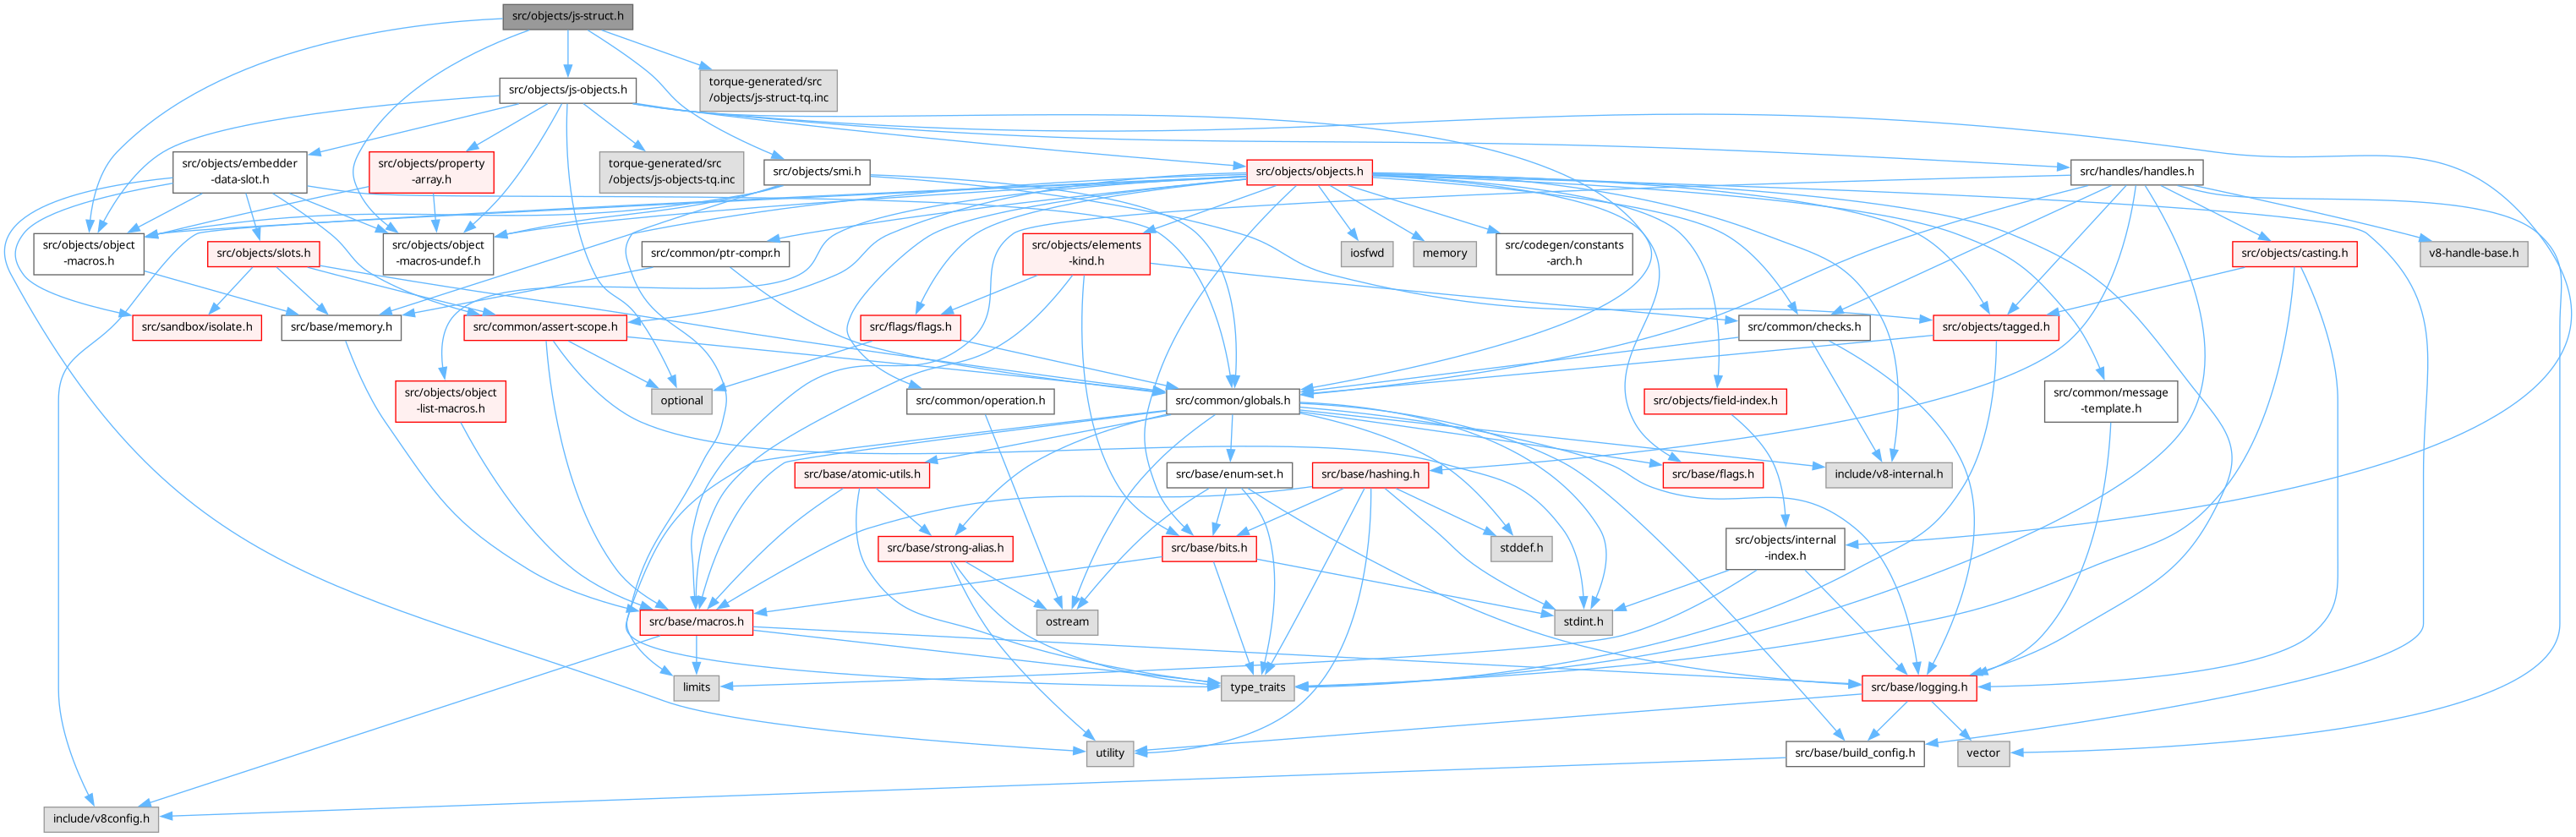 src/objects/js-struct.h
torque-generated/src
/objects/js-struct-tq.inc
src/objects/js-objects.h
src/objects/embedder
-data-slot.h
src/objects/property
-array.h
torque-generated/src
/objects/js-objects-tq.inc
src/objects/smi.h
src/objects/objects.h
src/handles/handles.h
src/objects/object
-macros.h
src/objects/slots.h
src/objects/object
-macros-undef.h
src/common/ptr-compr.h
src/objects/elements
-kind.h
iosfwd
memory
src/codegen/constants
-arch.h
src/objects/casting.h
v8-handle-base.h
src/sandbox/isolate.h
src/base/memory.h
src/common/assert-scope.h
src/flags/flags.h
src/common/checks.h
src/objects/tagged.h
src/objects/object
-list-macros.h
optional
src/common/operation.h
src/common/globals.h
src/objects/field-index.h
src/common/message
-template.h
src/base/atomic-utils.h
src/base/enum-set.h
src/base/hashing.h
src/base/flags.h
include/v8-internal.h
src/base/strong-alias.h
src/base/bits.h
stddef.h
src/objects/internal
-index.h
src/base/macros.h
ostream
stdint.h
limits
type_traits
src/base/logging.h
utility
src/base/build_config.h
vector
include/v8config.h